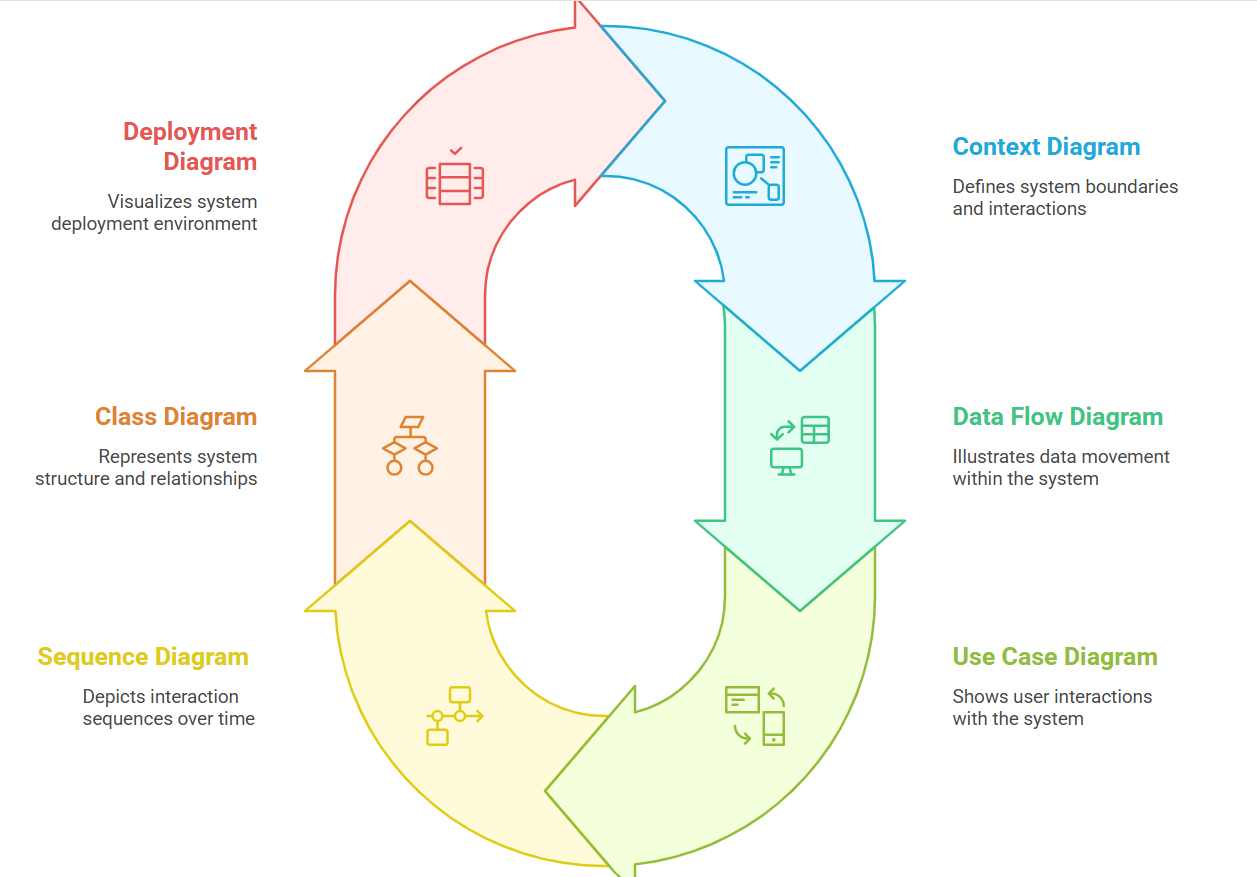 Deployment
Diagram
Visualizes system
deployment environment
Context Diagram
Defines system boundaries
and interactions
Class Diagram
Represents system
structure and relationships
Data Flow Diagram
Illustrates data movement
within the system
Sequence Diagram
Depicts interaction
sequences over time
Use Case Diagram
Shows user interactions
with the system